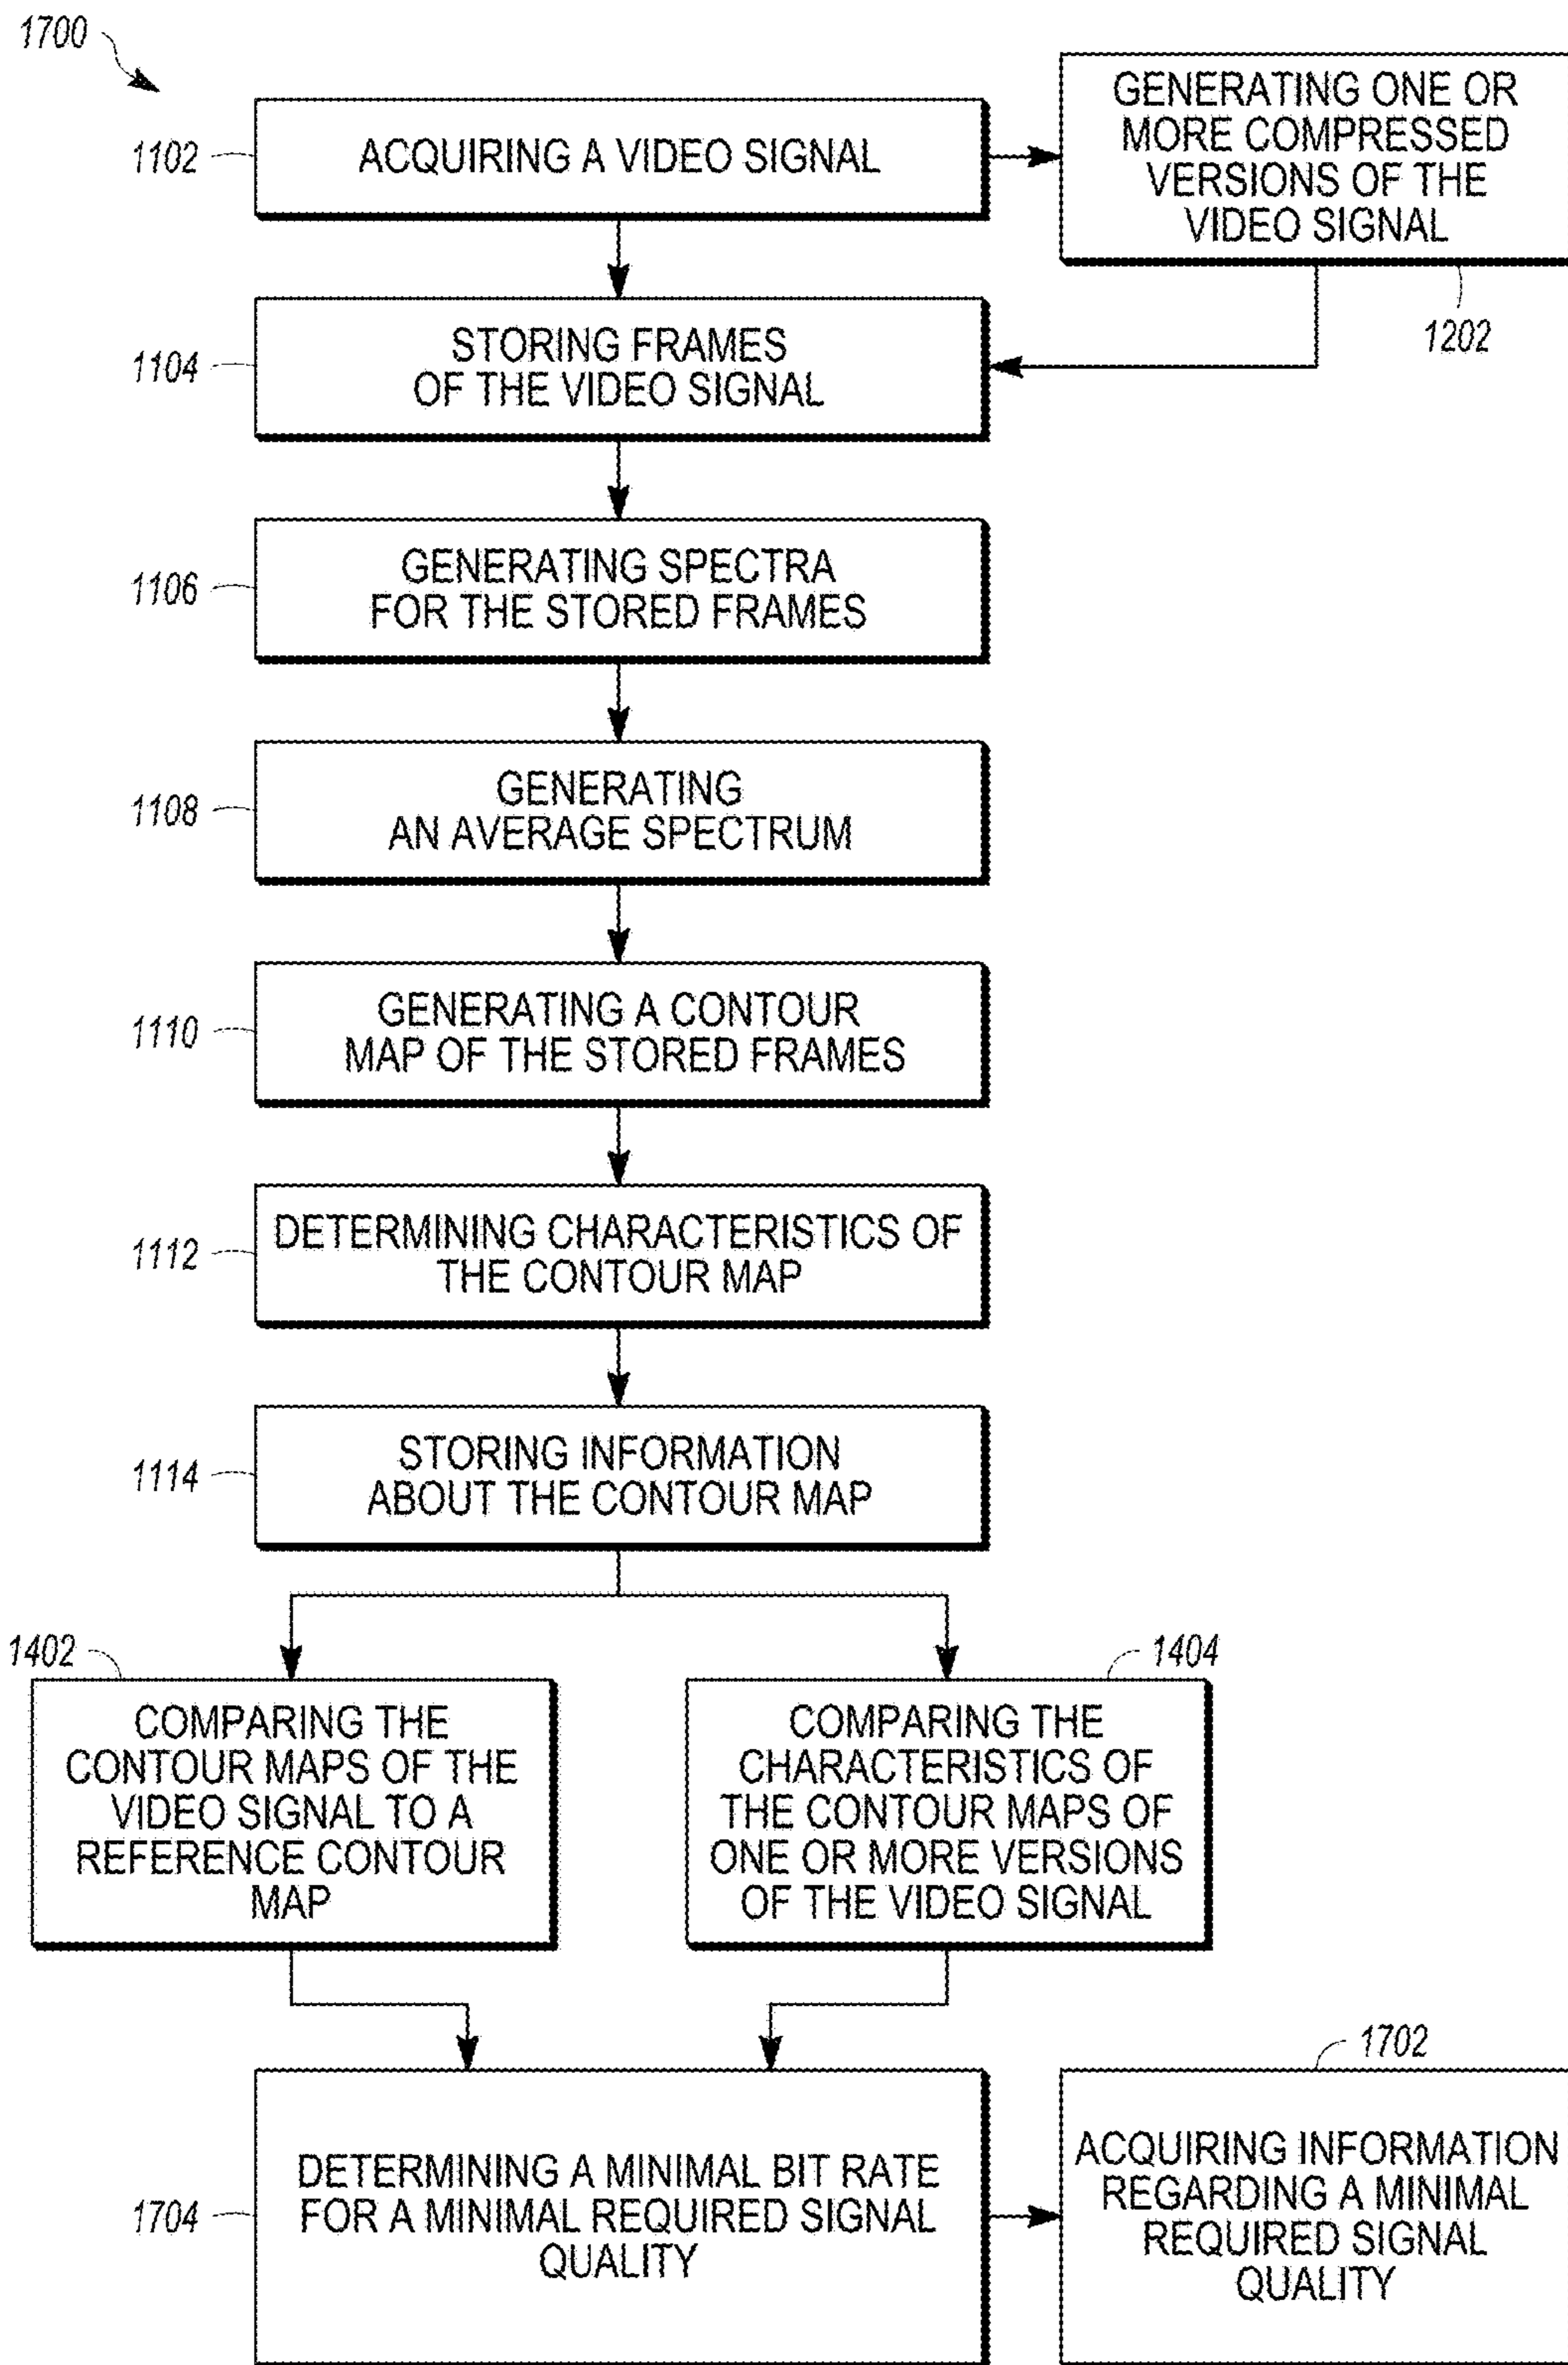 1700
1102
ACQUIRING A VIDEO SIGNAL
GENERATING ONE OR
MORE COMPRESSED
VERSIONS OF THE
VIDEO SIGNAL
1202
1104
STORING FRAMES
OF THE VIDEO SIGNAL
1106
GENERATING SPECTRA
FOR THE STORED FRAMES
1108
GENERATING
AN AVERAGE SPECTRUM
1110
GENERATING A CONTOUR
MAP OF THE STORED FRAMES
1112
DETERMINING CHARACTERISTICS OF
THE CONTOUR MAP
1114
STORING INFORMATION
ABOUT THE CONTOUR MAP
1402
COMPARING THE
CONTOUR MAPS OF THE
VIDEO SIGNAL TO A
REFERENCE CONTOUR
MAP
1404
COMPARING THE
CHARACTERISTICS OF
THE CONTOUR MAPS OF
ONE OR MORE VERSIONS
OF THE VIDEO SIGNAL
1704
DETERMINING A MINIMAL BIT RATE
FOR A MINIMAL REQUIRED SIGNAL
QUALITY
1702
ACQUIRING INFORMATION
REGARDING A MINIMAL
REQUIRED SIGNAL
QUALITY